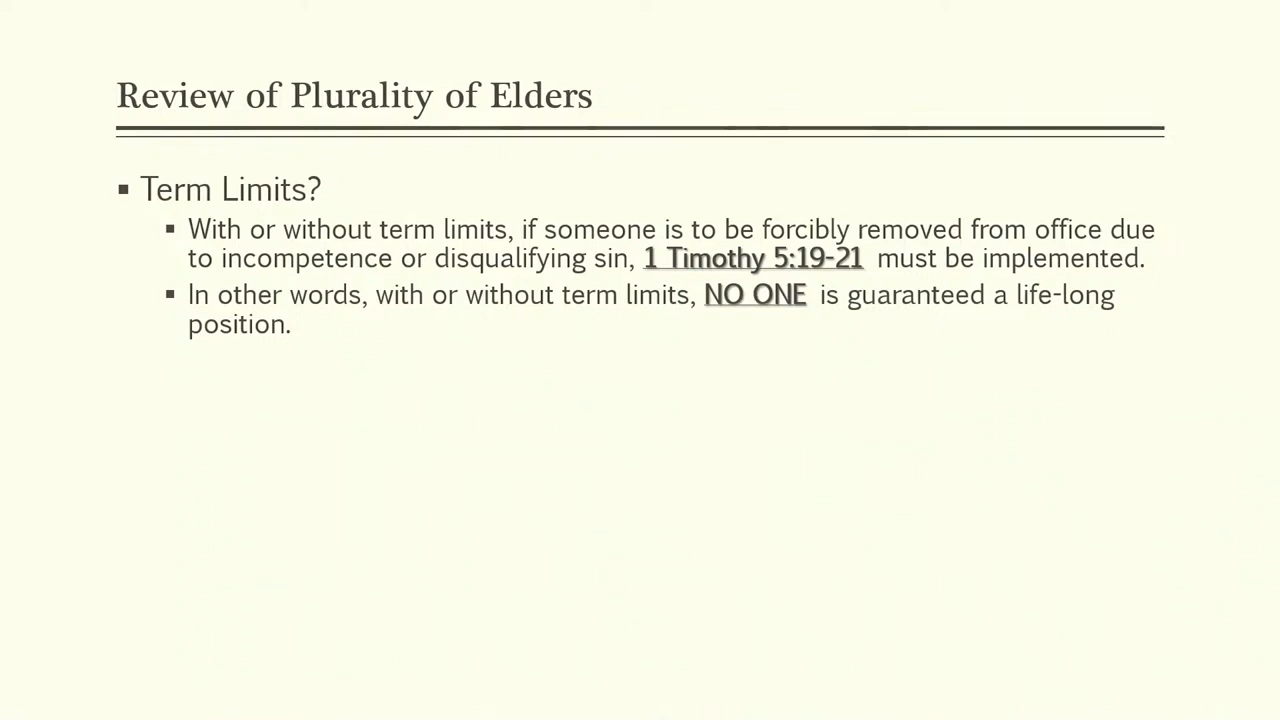 Review of Plurality of Elders
▪ Term Limits?
▪ With or without term limits, if someone is to be forcibly removed from office due
to incompetence or disqualifying sin, 1 Timothy 5:19-21 must be implemented.
▪ In other words, with or without term limits, NO ONE is guaranteed a life-long
position.